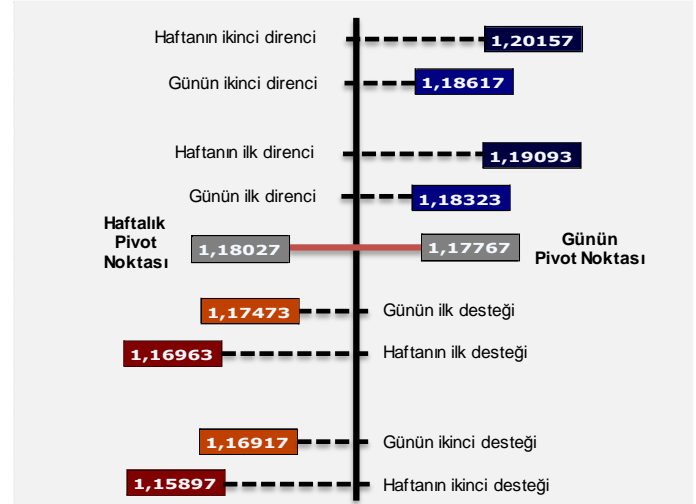 Haftanın ikinci direnci 1,20157
Günün ikinci direnci 1,18617
Haftanın ilk direnci 1,19093
Günün ilk direnci 1,18323
Haftalık
Pivot
Noktası
1,18027 1,17767
Günün
Pivot Noktası
1,17473 Günün ilk desteği
1,16963 Haftanın ilk desteği
1,16917 Günün ikinci desteği
1,15897 Haftanın ikinci desteği